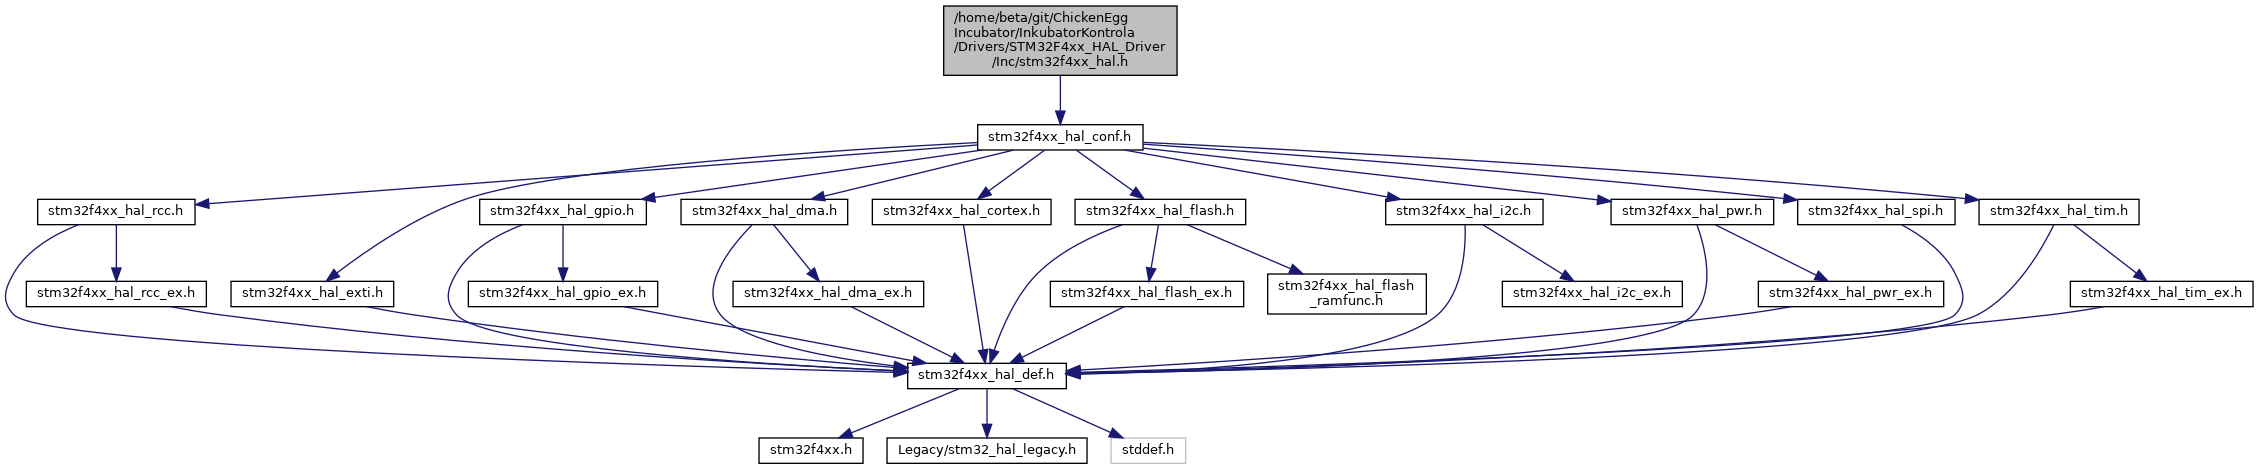 /home/beta/git/ChickenEgg
Incubator/InkubatorKontrola
/Drivers/STM32F4xx_HAL_Driver
/Inc/stm32f4xx_hal.h
stm32f4xx_hal_conf.h
stm32f4xx_hal_rcc.h
stm32f4xx_hal_gpio.h
stm32f4xx_hal_dma.h
stm32f4xx_hal_cortex.h
stm32f4xx_hal_flash.h
stm32f4xx_hal_i2c.h
stm32f4xx_hal_pwr.h
stm32f4xx_hal_spi.h
stm32f4xx_hal_tim.h
stm32f4xx_hal_rcc_ex.h
stm32f4xx_hal_exti.h
stm32f4xx_hal_gpio_ex.h
stm32f4xx_hal_dma_ex.h
stm32f4xx_hal_flash_ex.h
stm32f4xx_hal_flash
_ramfunc.h
stm32f4xx_hal_i2c_ex.h
stm32f4xx_hal_pwr_ex.h
stm32f4xx_hal_tim_ex.h
stm32f4xx_hal_def.h
stm32f4xx.h
Legacy/stm32_hal_legacy.h
stddef.h